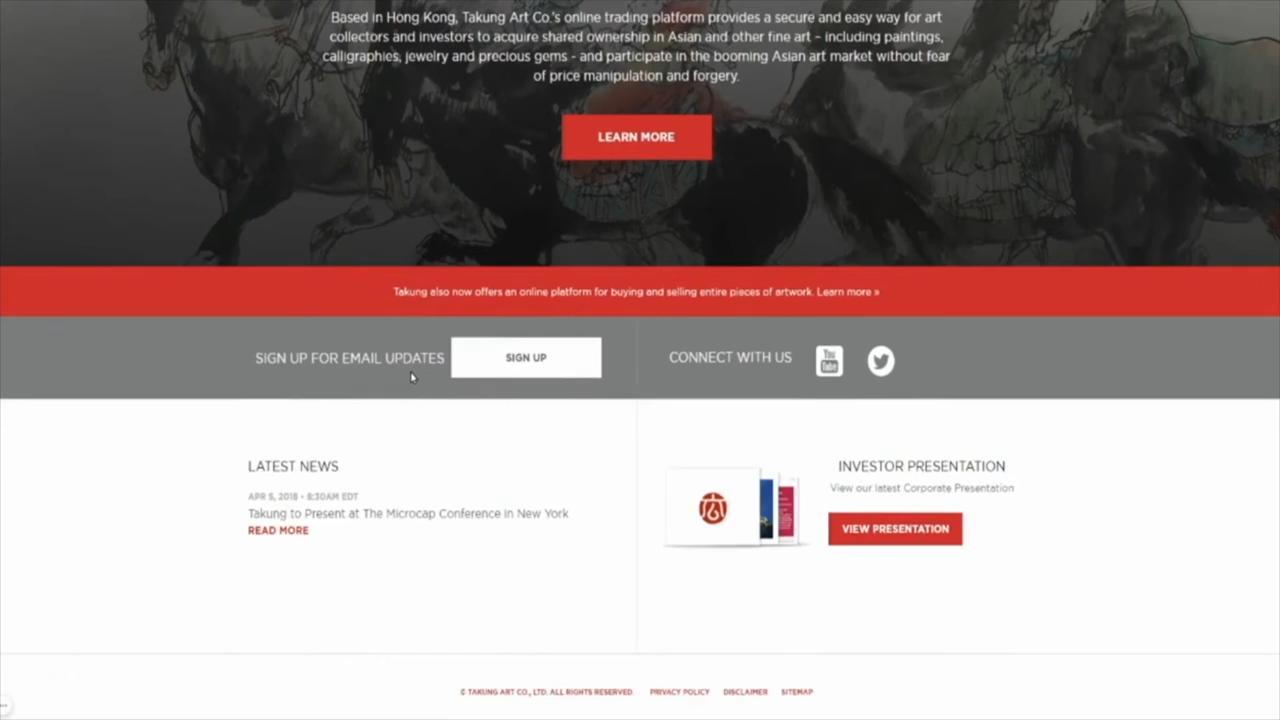 Based in Hong Kong, Takung Art Co.'s online trading platform provides a secure and easy way for art
collectors and investors to acquire shared ownership in Asian and other fine art – including paintings,
calligraphies, jewelry and precious gems - and participate in the booming Asian art market without fear
of price manipulation and forgery.
LEARN MORE
Takung also now offers an online platform for buying and selling entire pieces of artwork. Learn more »
SIGN UP FOR EMAIL UPDATES
SIGN UP
CONNECT WITH US
You
Tube
LATEST NEWS
APR 5, 2018 • 8:30AM EDT
Takung to Present at The Microcap Conference in New York
READ MORE
INVESTOR PRESENTATION
View our latest Corporate Presentation
VIEW PRESENTATION
© TAKUNG ART CO., LTD. ALL RIGHTS RESERVED.
PRIVACY POLICY
DISCLAIMER
SITEMAP